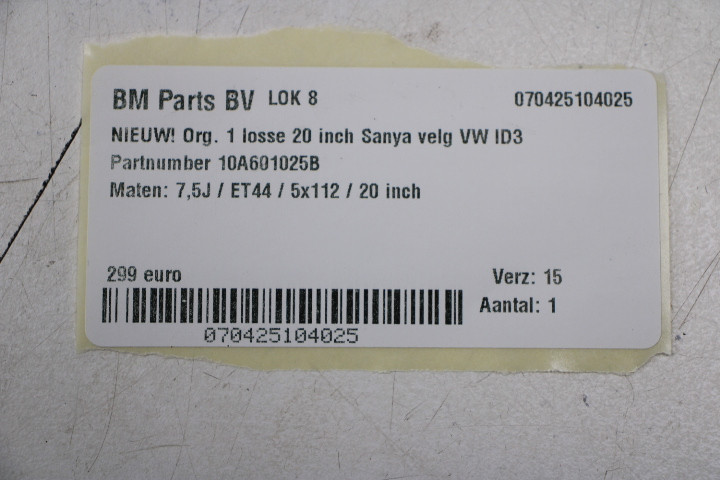 BM Parts BV LOK 8 070425104025
NIEUW! Org. 1 losse 20 inch Sanya velg VW ID3
Partnumber 10A601025B
Maten: 7,5J / ET44 / 5x112 / 20 inch
299 euro Verz: 15
Aantal: 1
070425104025